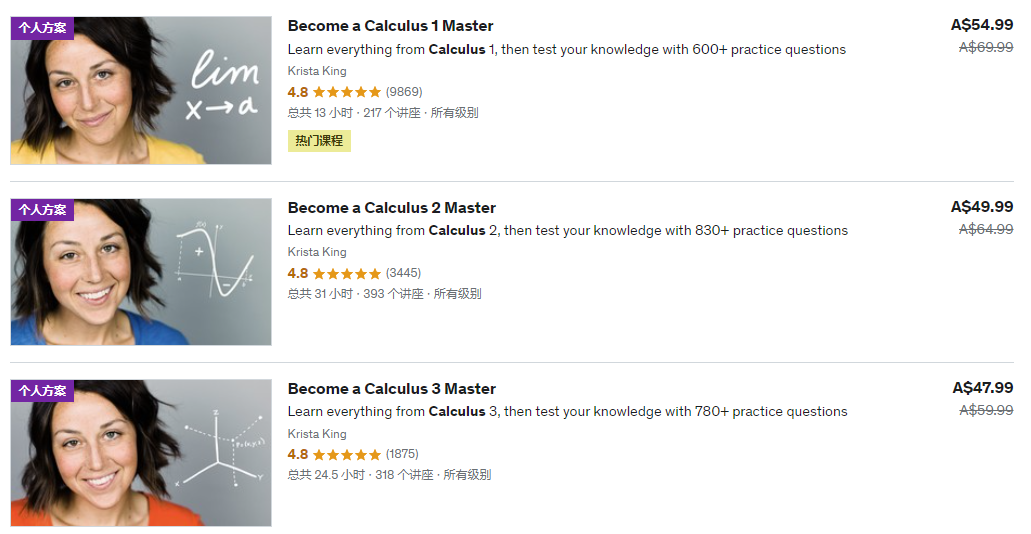 个人方案
lim
x→a
Become a Calculus 1 Master
A$54.99
Learn everything from Calculus 1, then test your knowledge with 600+ practice questions
A$69.99
Krista King
4.8 ★★★★★ (9869)
总共 13 小时 · 217 个讲座 · 所有级别
热门课程
个人方案
Become a Calculus 2 Master
A$49.99
Learn everything from Calculus 2, then test your knowledge with 830+ practice questions
A$64.99
Krista King
4.8 ★★★★★ (3445)
总共 31 小时 · 393 个讲座 · 所有级别
个人方案
z
x
y
Become a Calculus 3 Master
A$47.99
Learn everything from Calculus 3, then test your knowledge with 780+ practice questions
A$59.99
Krista King
4.8 ★★★★★ (1875)
总共 24.5 小时 · 318 个讲座 · 所有级别